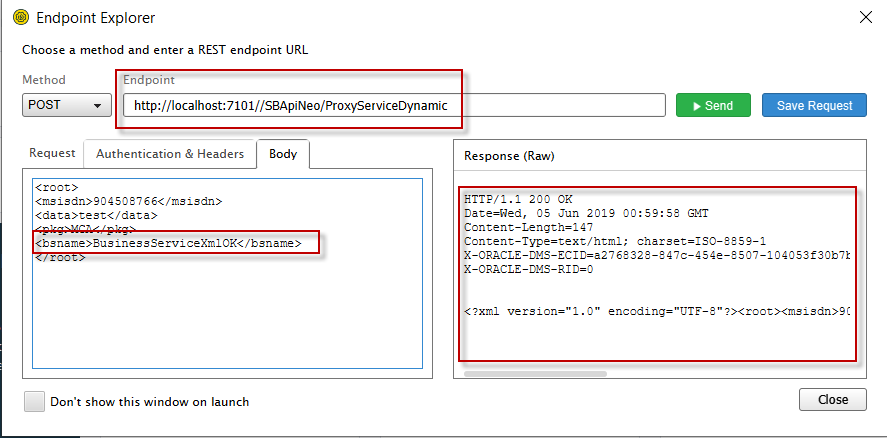 Endpoint Explorer
Choose a method and enter a REST endpoint URL
Method
Endpoint
POST
http://localhost:7101//SBApiNeo/ProxyServiceDynamic
Send
Save Request
Request
Authentication & Headers
Body
<root>
<msisdn>904508766</msisdn>
<data>test</data>
<pkg>MCA</pkg>
<bsname>BusinessServiceXmlOK</bsname>
</root>
Response (Raw)
HTTP/1.1 200 OK
Date=Wed, 05 Jun 2019 00:59:58 GMT
Content-Length=147
Content-Type=text/html; charset=ISO-8859-1
X-ORACLE-DMS-ECID=a2768328-847c-454e-8507-104053f30b7b
X-ORACLE-DMS-RID=0
<?xml version="1.0" encoding="UTF-8"?><root><msisdn>90
Don't show this window on launch
Close